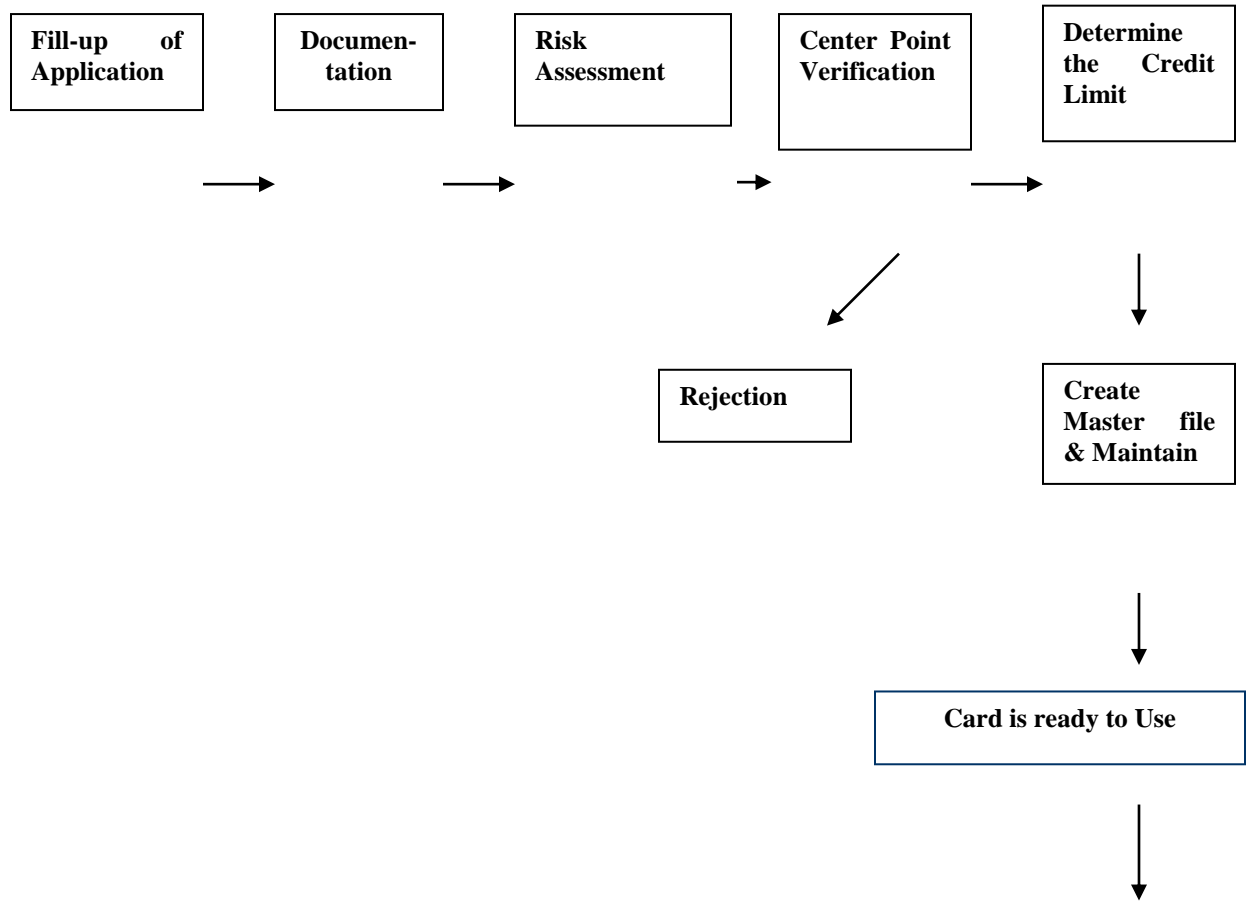 Fill-up of
Application
Documen-
tation
Risk
Assessment
Center Point
Verification
Determine
the Credit
Limit
Rejection
Create
Master file
& Maintain
Card is ready to Use